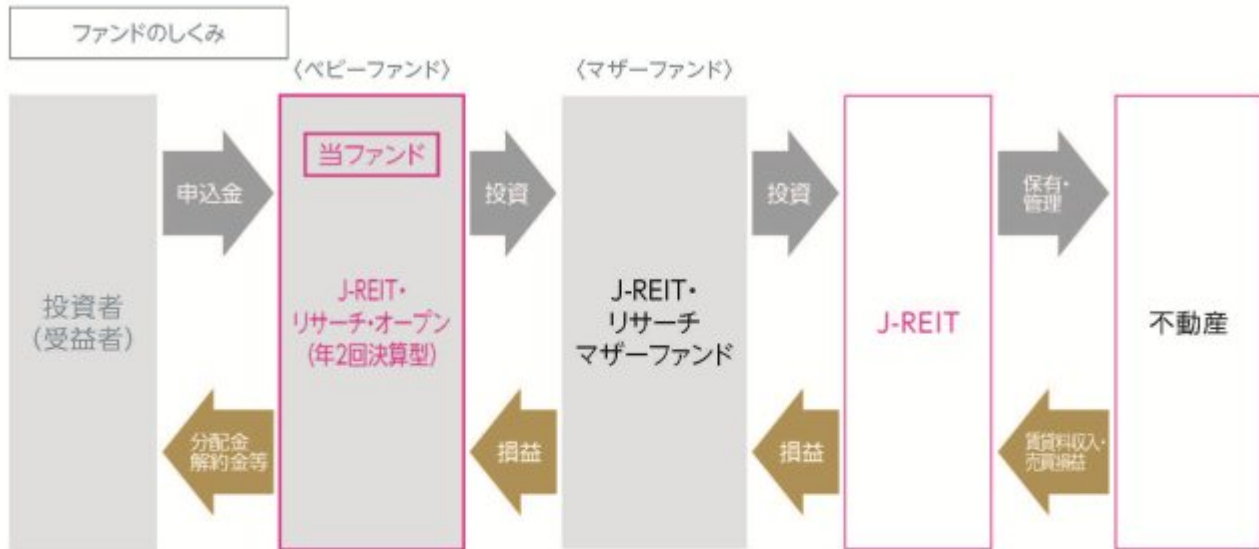 ファンドのしくみ
〈ベビーファンド〉
〈マザーファンド〉
投資者
(受益者)
申込金
分配金
解約金等
当ファンド
J-REIT・
リサーチ・オープン
(年2回決算型)
投資
損益
J-REIT・
リサーチ
マザーファンド
投資
損益
J-REIT
保有・
管理
賃貸料収入・
売買損益
不動産